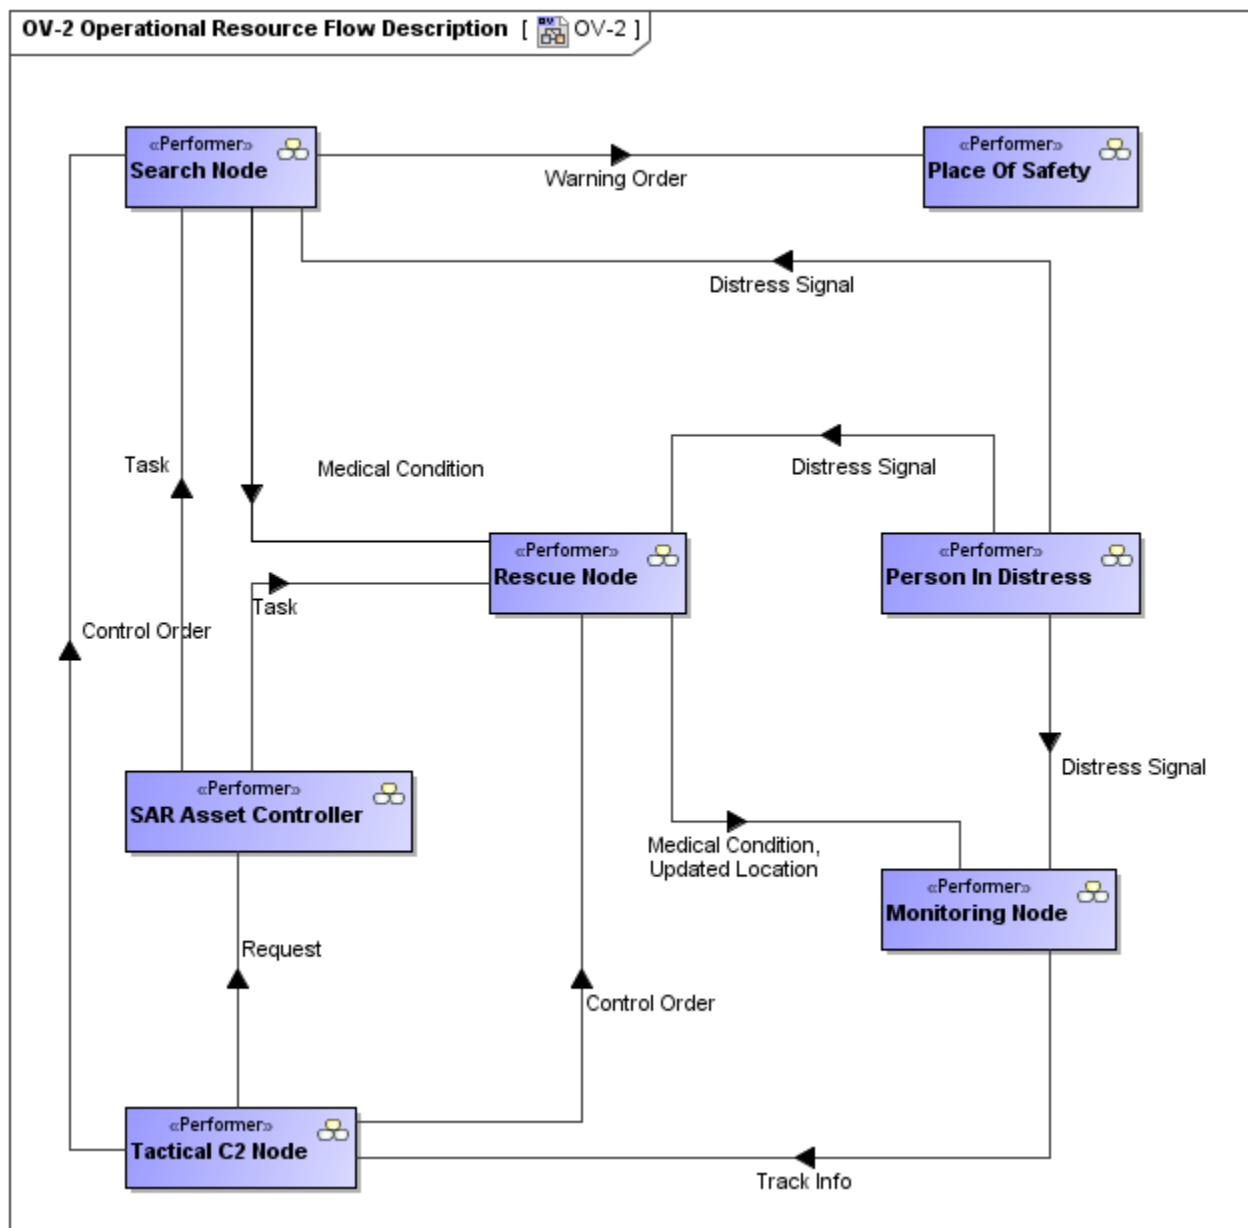 OV-2 Operational Resource Flow Description [ OV-2 ]
«Performer»
Search Node
Warning Order
«Performer»
Place Of Safety
Distress Signal
Distress Signal
Task
Medical Condition
«Performer»
Rescue Node
«Performer»
Person In Distress
Task
Control Order
Distress Signal
«Performer»
SAR Asset Controller
Medical Condition,
Updated Location
«Performer»
Monitoring Node
Request
Control Order
«Performer»
Tactical C2 Node
Track Info